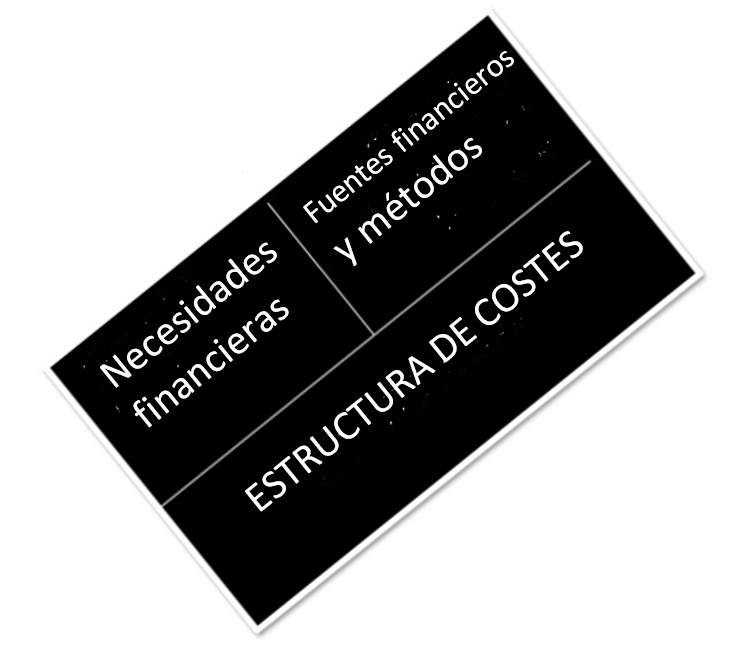 Necesidades
financieras
Fuentes financieros
y métodos
ESTRUCTURA DE COSTES